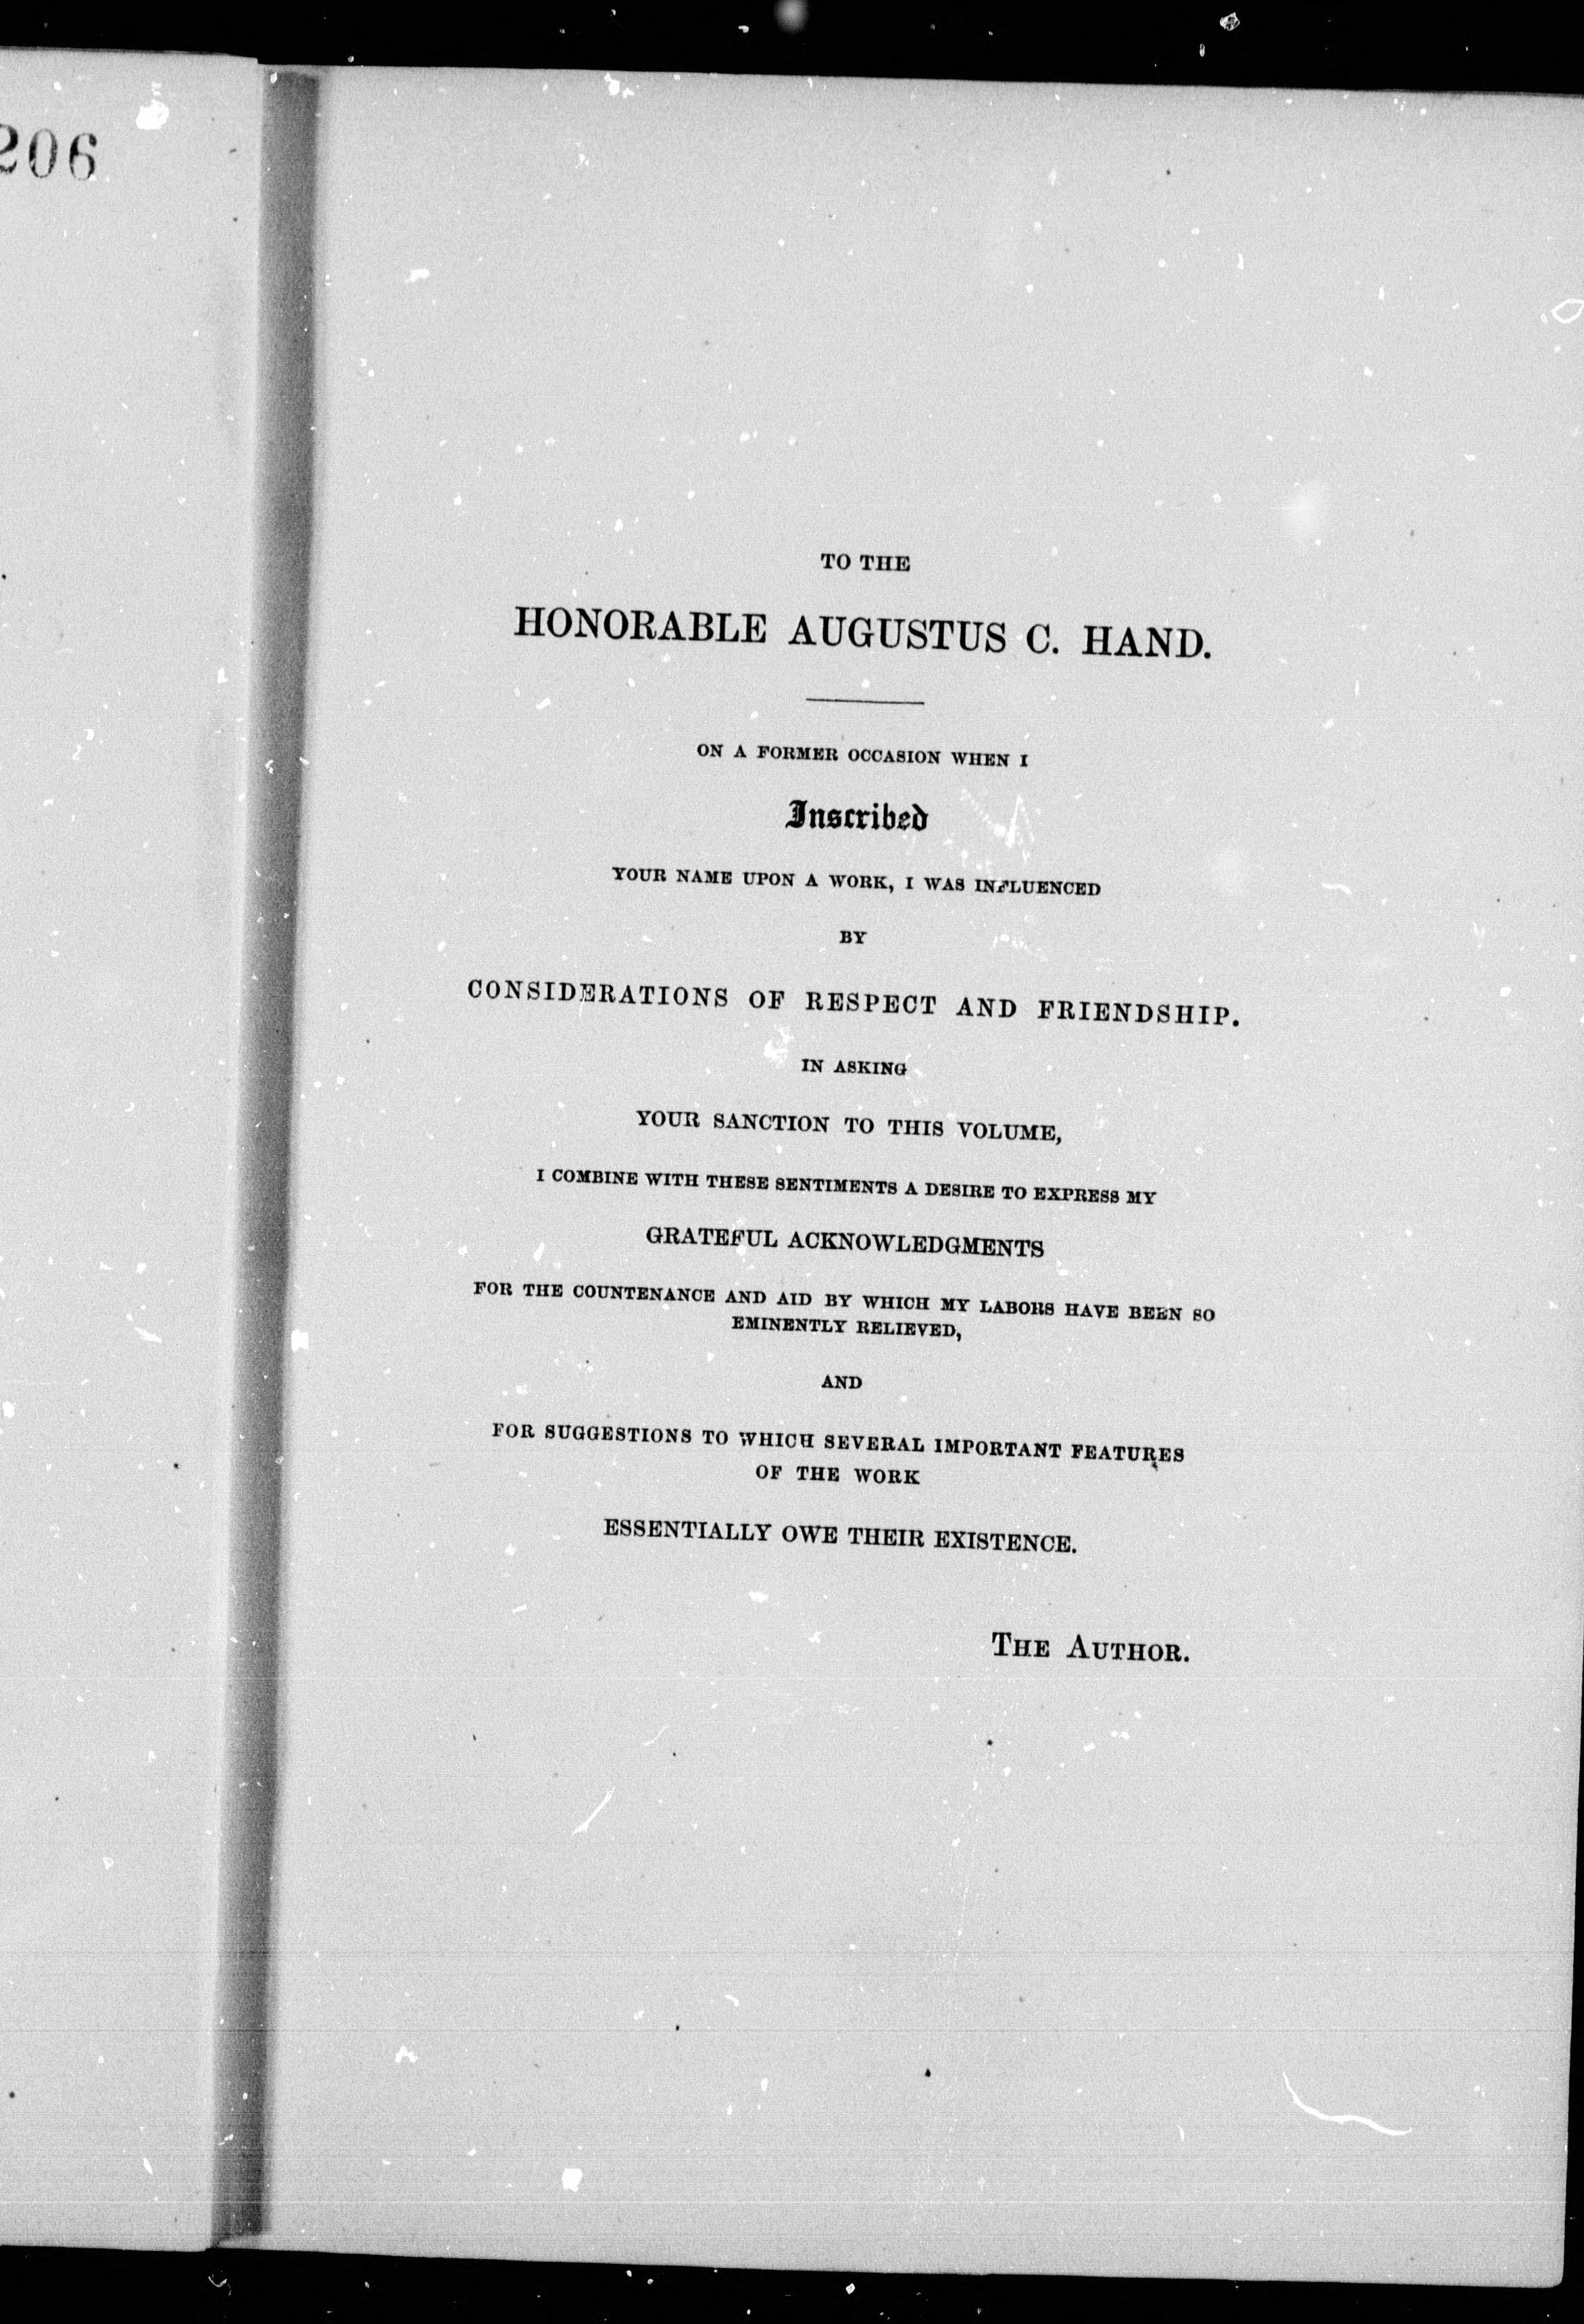 206
TO THE
HONORABLE AUGUSTUS C. HAND.
ON A FORMER OCCASION WHEN I
Inscribed
YOUR NAME UPON A WORK, I WAS INFLUENCED
BY
CONSIDERATIONS OF RESPECT AND FRIENDSHIP.
IN ASKING
YOUR SANCTION TO THIS VOLUME,
I COMBINE WITH THESE SENTIMENTS A DESIRE TO EXPRESS MY
GRATEFUL ACKNOWLEDGMENTS
FOR THE COUNTENANCE AND AID BY WHICH MY LABORS HAVE BEEN SO
EMINENTLY RELIEVED,
AND
FOR SUGGESTIONS TO WHICH SEVERAL IMPORTANT FEATURES
OF THE WORK
ESSENTIALLY OWE THEIR EXISTENCE.
THE AUTHOR.